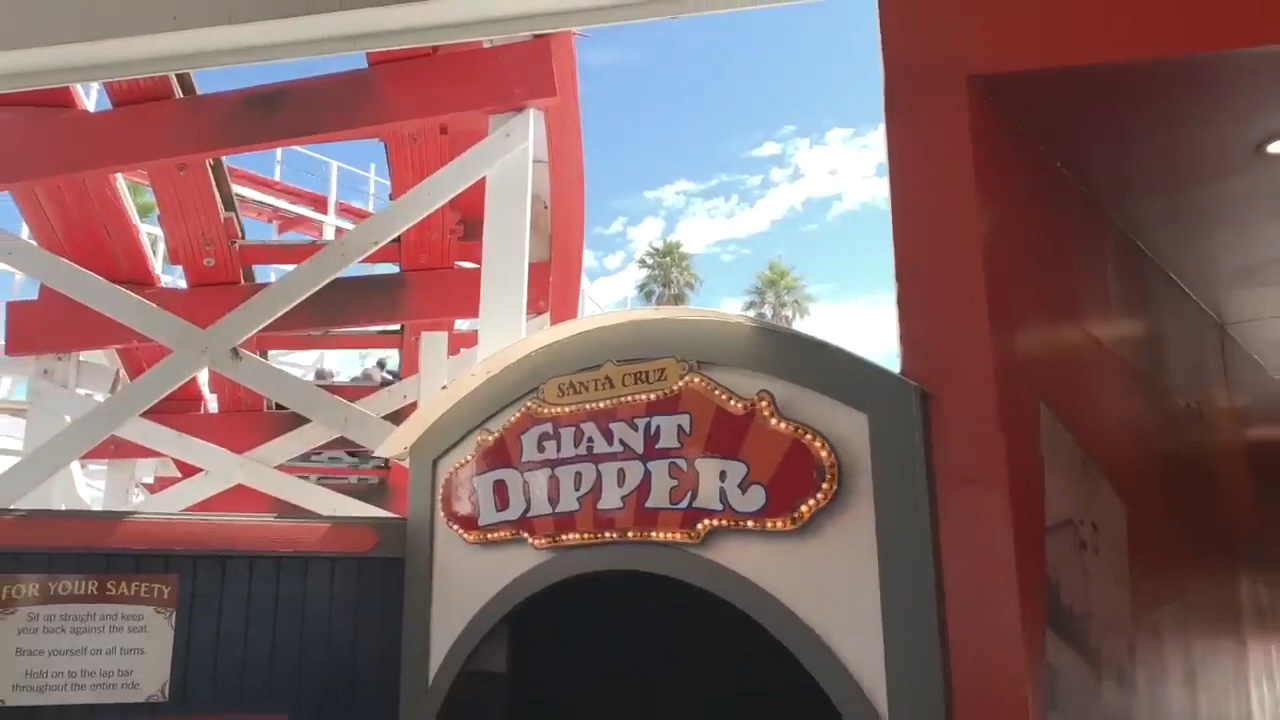 SANTA CRUZ
GIANT
DIPPER
FOR YOUR SAFETY
Sit up straight and keep
your back against the seat.
Brace yourself on all turns.
Hold on to the lap bar
throughout the entire ride.